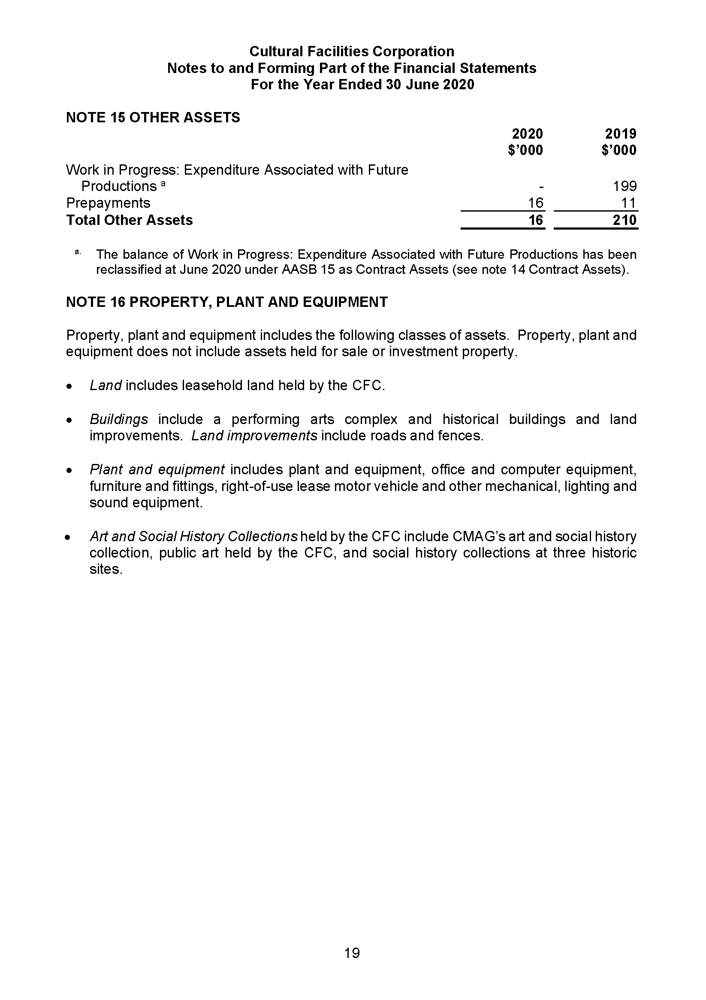 Cultural Facilities Corporation
Notes to and Forming Part of the Financial Statements
For the Year Ended 30 June 2020
NOTE 15 OTHER ASSETS
2020 2019
$’000 $’000
Work in Progress: Expenditure Associated with Future
Productions a - 199
Prepayments 16 11
Total Other Assets 16 210
a. The balance of Work in Progress: Expenditure Associated with Future Productions has been
reclassified at June 2020 under AASB 15 as Contract Assets (see note 14 Contract Assets).
NOTE 16 PROPERTY, PLANT AND EQUIPMENT
Property, plant and equipment includes the following classes of assets. Property, plant and
equipment does not include assets held for sale or investment property.
• Land includes leasehold land held by the CFC.
• Buildings include a performing arts complex and historical buildings and land
improvements. Land improvements include roads and fences.
• Plant and equipment includes plant and equipment, office and computer equipment,
furniture and fittings, right-of-use lease motor vehicle and other mechanical, lighting and
sound equipment.
• Art and Social History Collections held by the CFC include CMAG’s art and social history
collection, public art held by the CFC, and social history collections at three historic
sites.
19